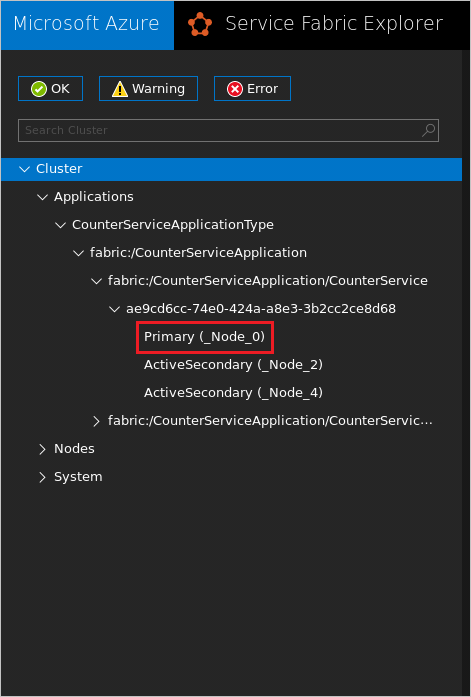 Microsoft Azure Service Fabric Explorer
OK Warning Error
Search Cluster
Cluster
Applications
CounterServiceApplicationType
fabric:/CounterServiceApplication
fabric:/CounterServiceApplication/CounterService
ae9cd6cc-74e0-424a-a8e3-3b2cc2ce8d68
Primary (_Node_0)
ActiveSecondary (_Node_2)
ActiveSecondary (_Node_4)
fabric:/CounterServiceApplication/CounterServic...
Nodes
System